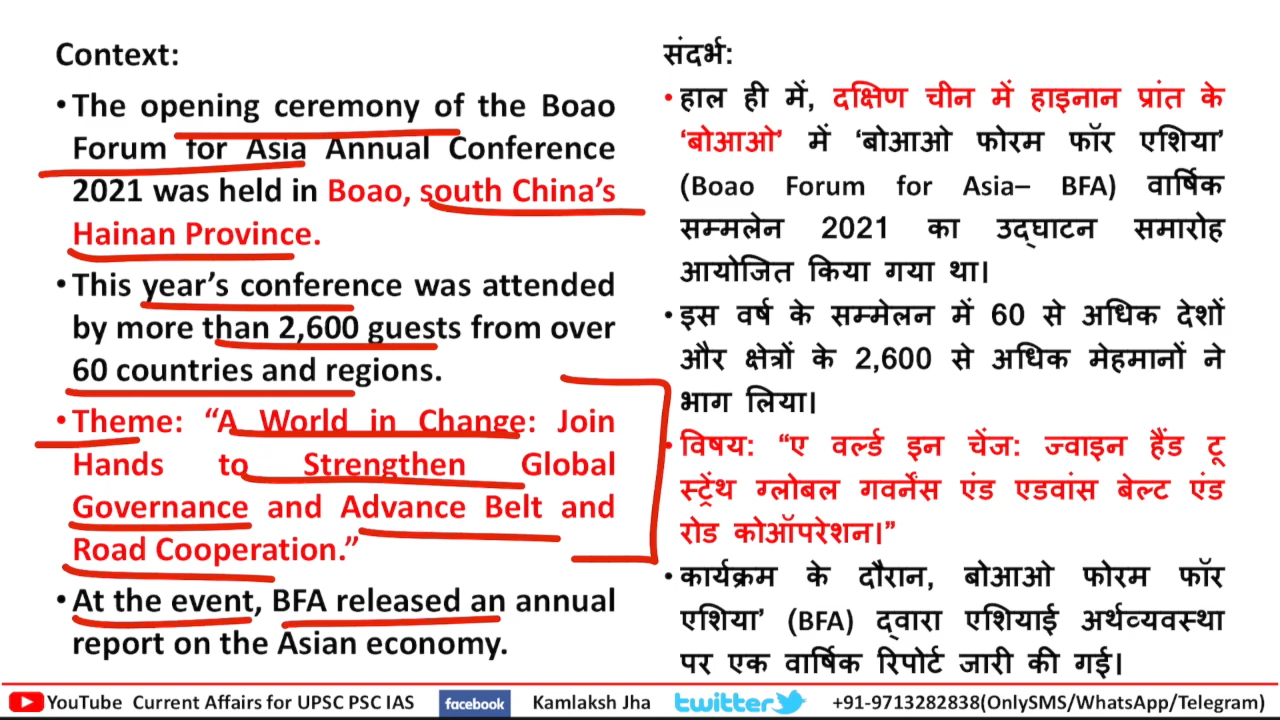 Context:
•The opening ceremony of the Boao
Forum for Asia Annual Conference
2021 was held in Boao, south China’s
Hainan Province.
•This year’s conference was attended
by more than 2,600 guests from over
60 countries and regions.
•Theme: “A World in Change: Join
Hands to Strengthen Global
Governance and Advance Belt and
Road Cooperation.”
•At the event, BFA released an annual
report on the Asian economy.
संदर्भ:
•हाल ही में, दक्षिण चीन में हाइनान प्रांत के
‘बोआओ’ में ‘बोआओ फोरम फॉर एशिया’
(Boao Forum for Asia– BFA) वार्षिक
सम्मलेन 2021 का उद्घाटन समारोह
आयोजित किया गया था।
•इस वर्ष के सम्मेलन में 60 से अधिक देशों
और क्षेत्रों के 2,600 से अधिक मेहमानों ने
भाग लिया।
•विषय: “ए वर्ल्ड इन चेंज: ज्वाइन हैंड टू
स्ट्रेंथ ग्लोबल गवर्नेंस एंड एडवांस बेल्ट एंड
रोड कोऑपरेशन।”
•कार्यक्रम के दौरान, बोआओ फोरम फॉर
एशिया’ (BFA) द्वारा एशियाई अर्थव्यवस्था
पर एक वार्षिक रिपोर्ट जारी की गई।
YouTube Current Affairs for UPSC PSC IAS facebook Kamlaksh Jha twitter +91-9713282838(OnlySMS/WhatsApp/Telegram)